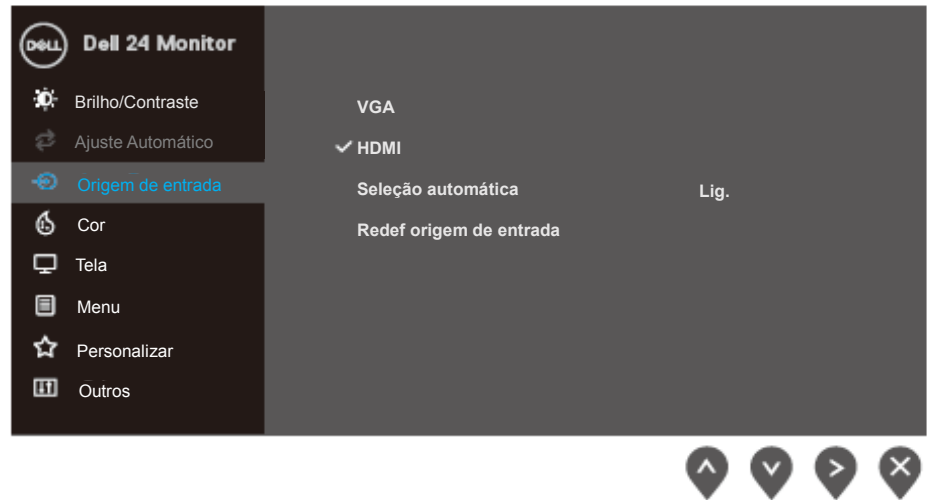 DELL Dell 24 Monitor
Brilho/Contraste
Ajuste Automático
Origem de entrada
Cor
Tela
Menu
Personalizar
Outros
VGA
HDMI
Seleção automática Lig.
Redef origem de entrada